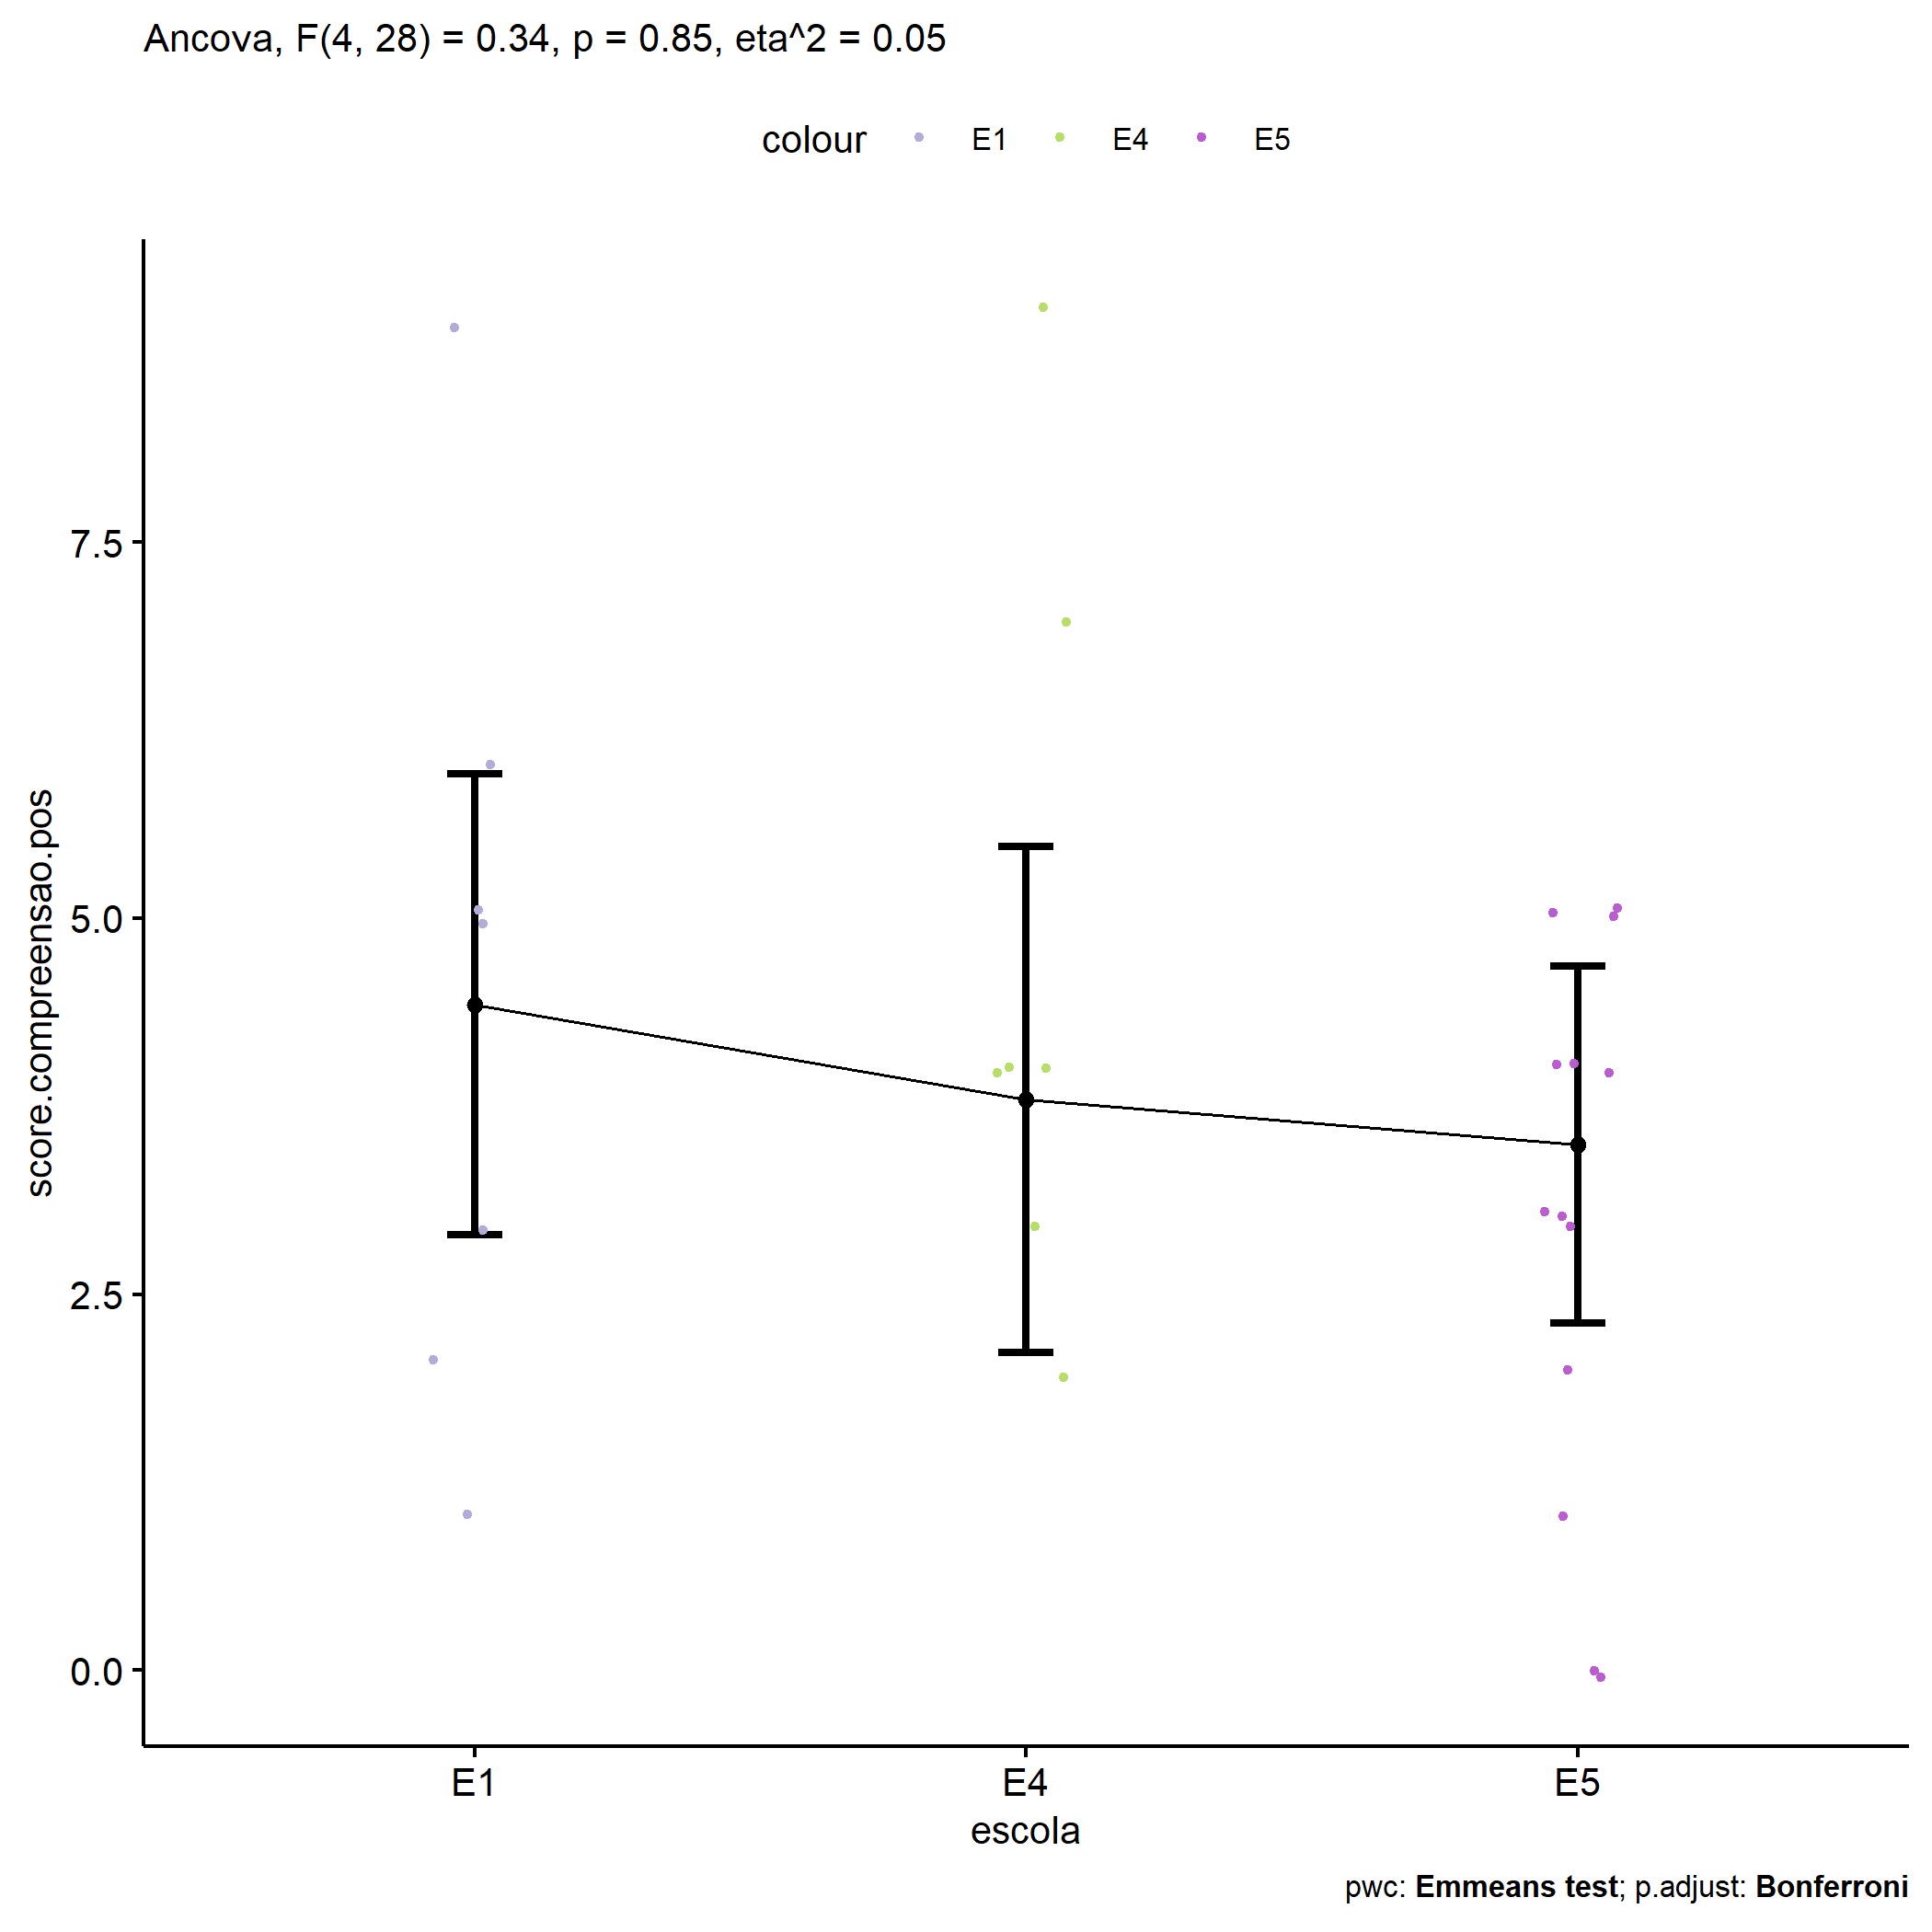 Ancova, F(4, 28) = 0.34, p = 0.85, eta^2 = 0.05
colour E1 E4 E5
score.compreensao.pos
7.5
5.0
2.5
0.0
E1 E4 E5
escola
pwc: Emmeans test; p.adjust: Bonferroni